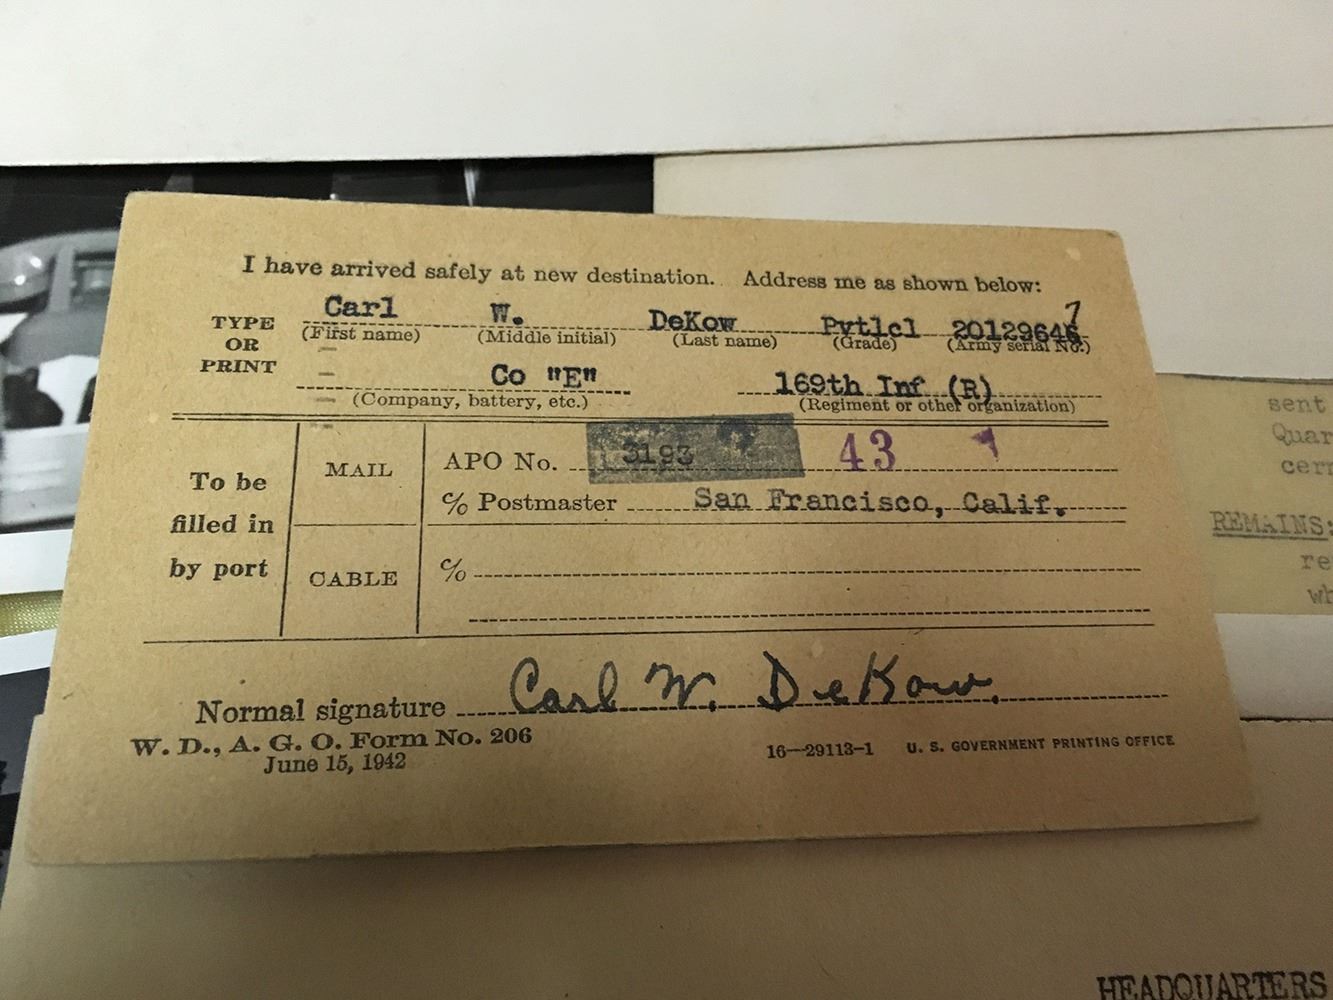 I have arrived safely at new destination. Address me as shown below:
TYPE OR PRINT
Carl W. DeKow Pvt1cl 20129647
(First name) (Middle initial) (Last name) (Grade) (Army serial No.)
Co "E" 169th Inf (R)
(Company, battery, etc.) (Regiment or other organization)
To be filled in by port
MAIL
APO No. 3193 43
c/o Postmaster San Francisco, Calif.
CABLE
c/o
Normal signature Carl W. DeKow.
W. D., A. G. O. Form No. 206
June 15, 1942
16—29113-1 U. S. GOVERNMENT PRINTING OFFICE
sent
REMAINS:
HEADQUARTERS